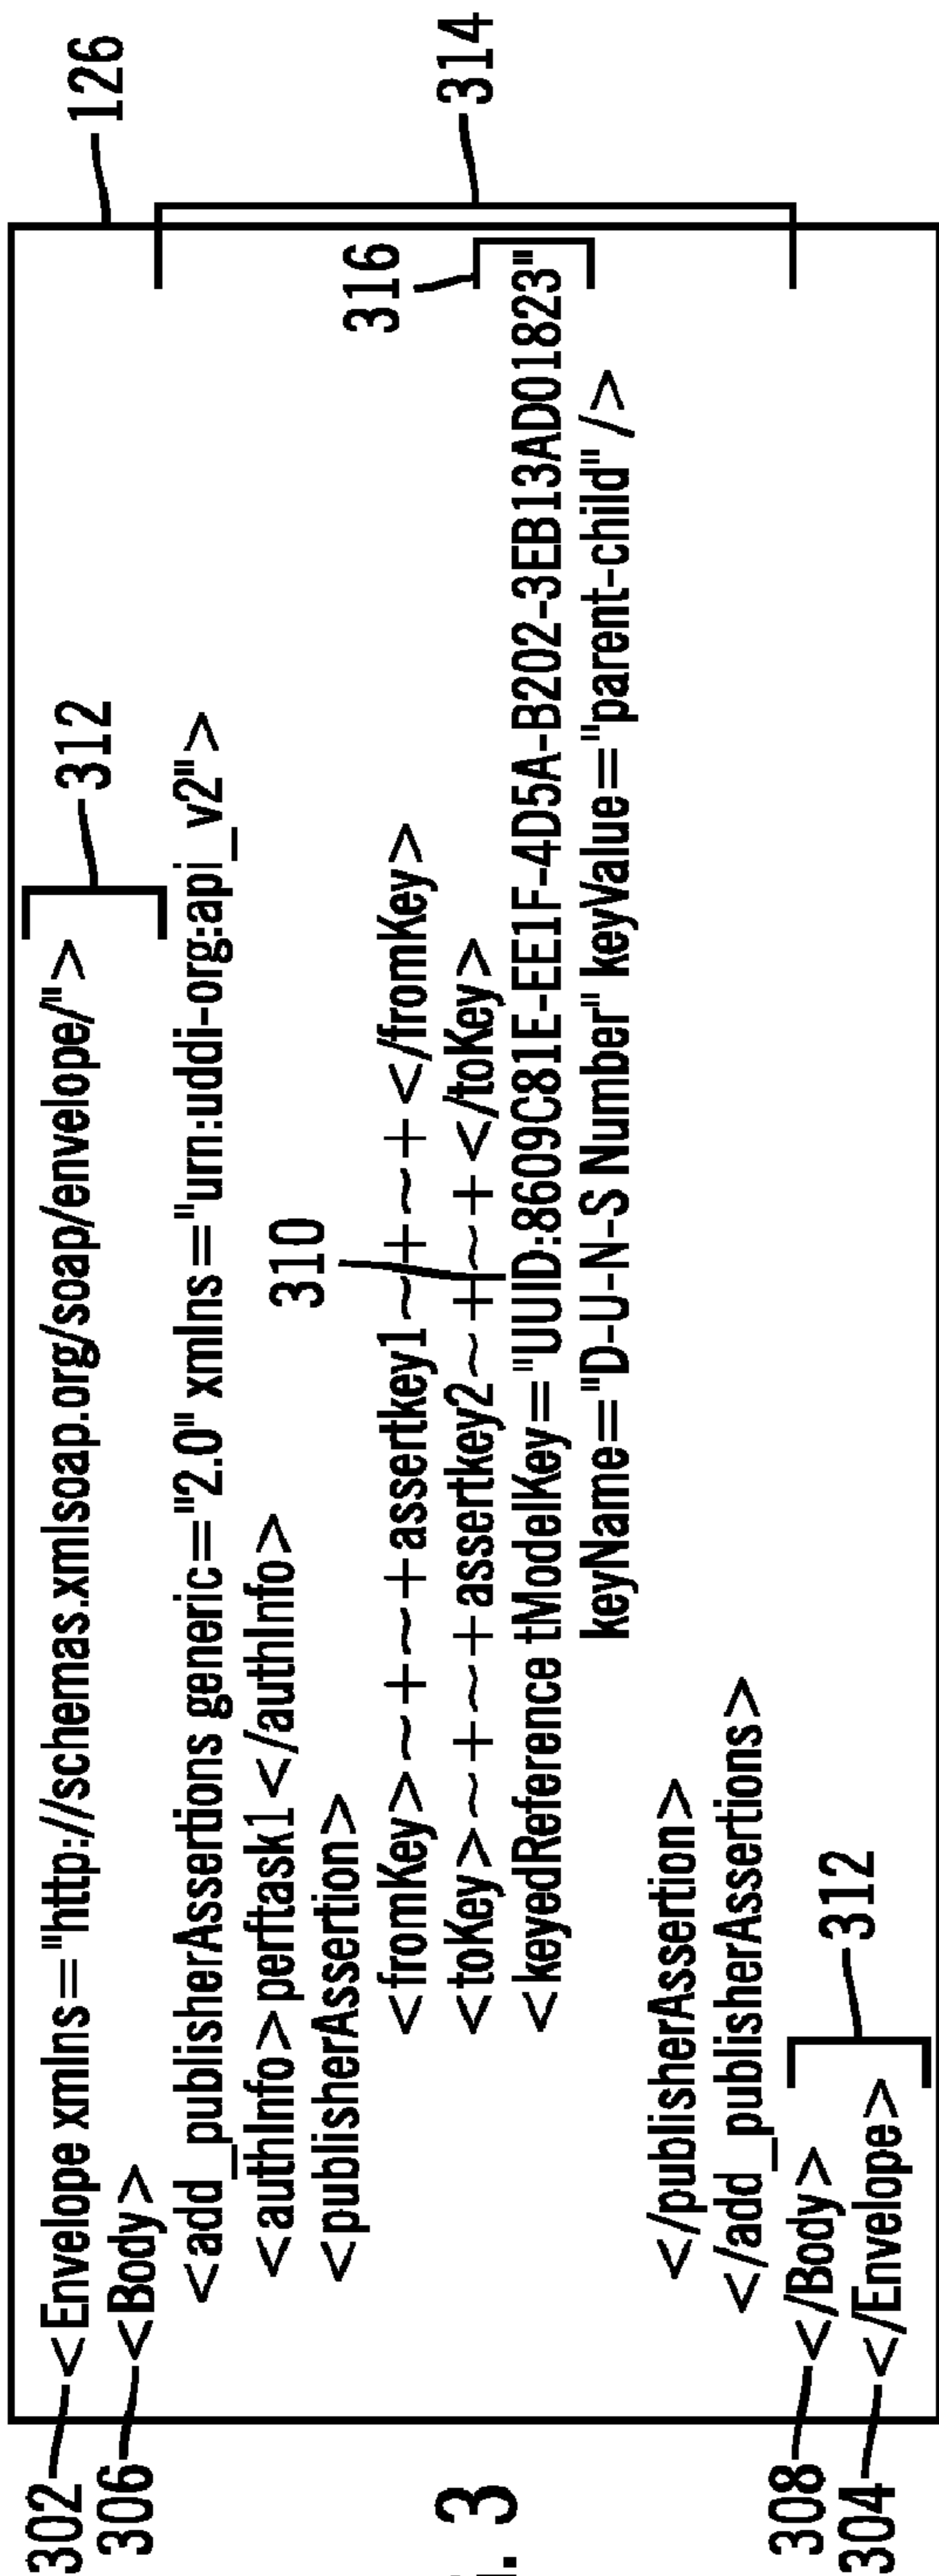 126
314
302 <Envelope xmlns="http://schemas.xmlsoap.org/soap/envelope/"> 312
306 <Body>
<add_publisherAssertions generic="2.0" xmlns="urn:uddi-org:api_v2">
<authInfo>perftask1</authInfo>
310
316
<publisherAssertion>
<fromKey>~+~+assertkey1~+~+</fromKey>
<toKey>~+~+assertkey2~+~+</toKey>
<keyedReference tModelKey="UUID:8609C81E-EE1F-4D5A-B202-3EB13AD01823"
keyName="D-U-N-S Number" keyValue="parent-child"/>
</publisherAssertion>
</add_publisherAssertions>
308 </Body> 312
304 </Envelope>
3